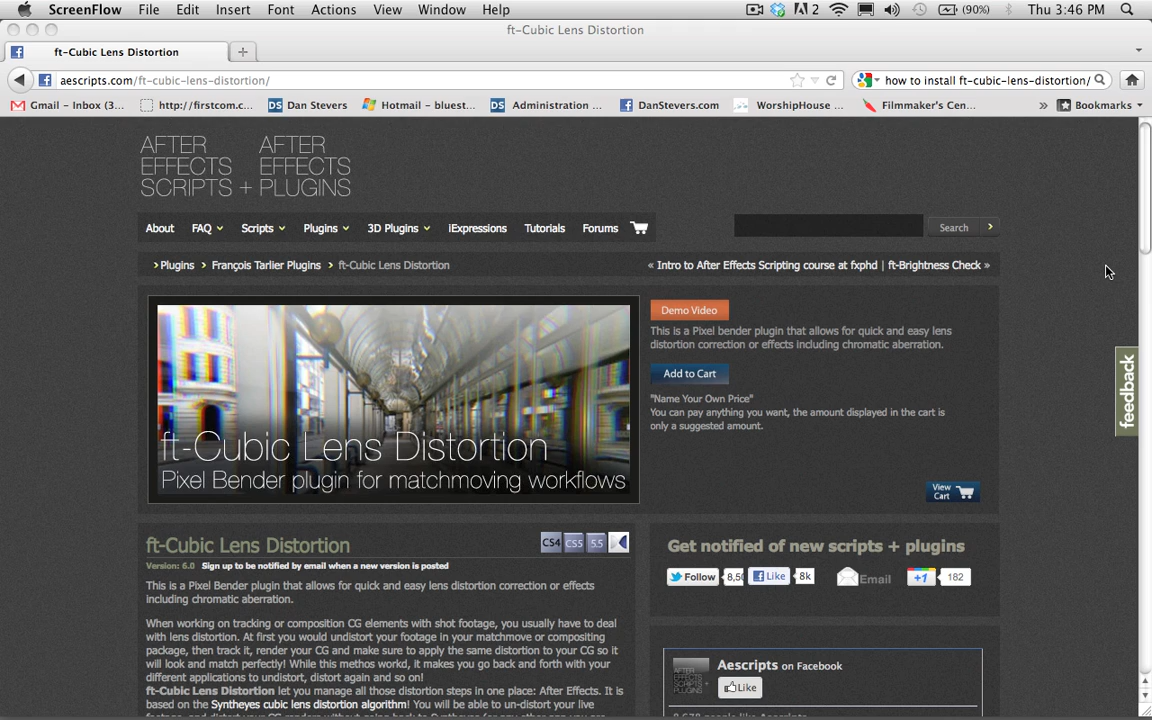 ScreenFlow File Edit Insert Font Actions View Window Help 2 (90%) Thu 3:46 PM
ft-Cubic Lens Distortion
ft-Cubic Lens Distortion
aescripts.com/ft-cubic-lens-distortion/ how to install ft-cubic-lens-distortion/
Gmail - Inbox (3... http://firstcom.c... DS Dan Stevers Hotmail - bluest... DS Administration ... DanStevers.com WorshipHouse ... Filmmaker's Cen... » Bookmarks
AFTER AFTER
EFFECTS EFFECTS
SCRIPTS + PLUGINS
About FAQ Scripts Plugins 3D Plugins iExpressions Tutorials Forums Search
Plugins François Tarlier Plugins ft-Cubic Lens Distortion « Intro to After Effects Scripting course at fxphd | ft-Brightness Check »
ft-Cubic Lens Distortion
Pixel Bender plugin for matchmoving workflows
Demo Video
This is a Pixel bender plugin that allows for quick and easy lens
distortion correction or effects including chromatic aberration.
Add to Cart
"Name Your Own Price"
You can pay anything you want, the amount displayed in the cart is
only a suggested amount.
View
Cart
feedback
ft-Cubic Lens Distortion CS4 CS5 5.5
Version: 6.0 Sign up to be notified by email when a new version is posted
This is a Pixel Bender plugin that allows for quick and easy lens distortion correction or effects
including chromatic aberration.
When working on tracking or composition CG elements with shot footage, you usually have to deal
with lens distortion. At first you would undistort your footage in your matchmove or compositing
package, then track it, render your CG and make sure to apply the same distortion to your CG so it
will look and match perfectly! While this methos workd, it makes you go back and forth with your
different applications to undistort, distort again and so on!
ft-Cubic Lens Distortion let you manage all those distortion steps in one place: After Effects. It is
based on the Syntheyes cubic lens distortion algorithm! You will be able to un-distort your live
Get notified of new scripts + plugins
Follow 8,50 Like 8k Email +1 182
AFTER
EFFECTS
SCRIPTS +
PLUGINS
Aescripts on Facebook
Like